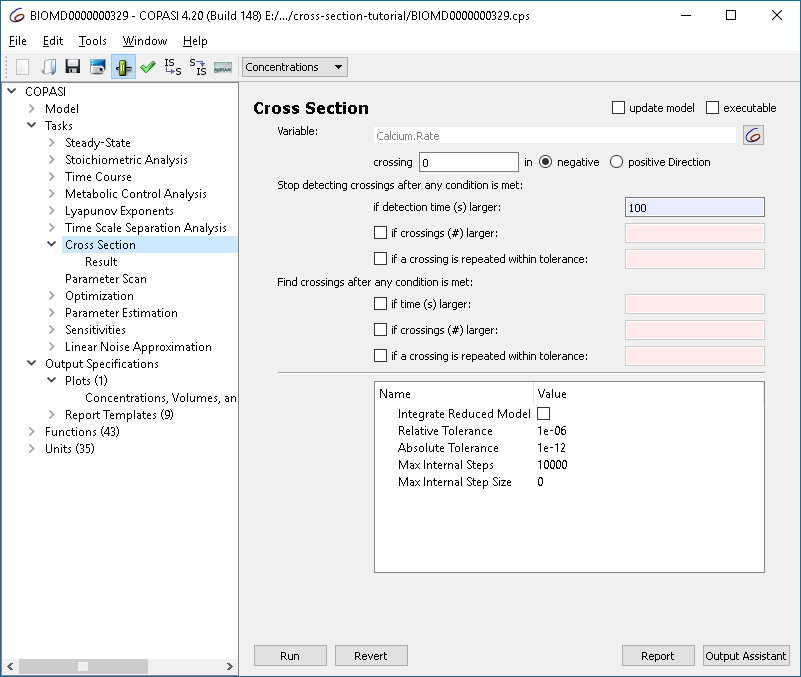 BIOMD0000000329 - COPASI 4.20 (Build 148) E:/.../cross-section-tutorial/BIOMD0000000329.cps
File Edit Tools Window Help
Concentrations
COPASI
Model
Tasks
Steady-State
Stoichiometric Analysis
Time Course
Metabolic Control Analysis
Lyapunov Exponents
Time Scale Separation Analysis
Cross Section
Result
Parameter Scan
Optimization
Parameter Estimation
Sensitivities
Linear Noise Approximation
Output Specifications
Plots (1)
Concentrations, Volumes, an
Report Templates (9)
Functions (43)
Units (35)
Cross Section update model executable
Variable: Calcium.Rate
crossing 0 in negative positive Direction
Stop detecting crossings after any condition is met:
if detection time (s) larger: 100
if crossings (#) larger:
if a crossing is repeated within tolerance:
Find crossings after any condition is met:
if time (s) larger:
if crossings (#) larger:
if a crossing is repeated within tolerance:
Name Value
Integrate Reduced Model
Relative Tolerance 1e-06
Absolute Tolerance 1e-12
Max Internal Steps 10000
Max Internal Step Size 0
Run Revert Report Output Assistant